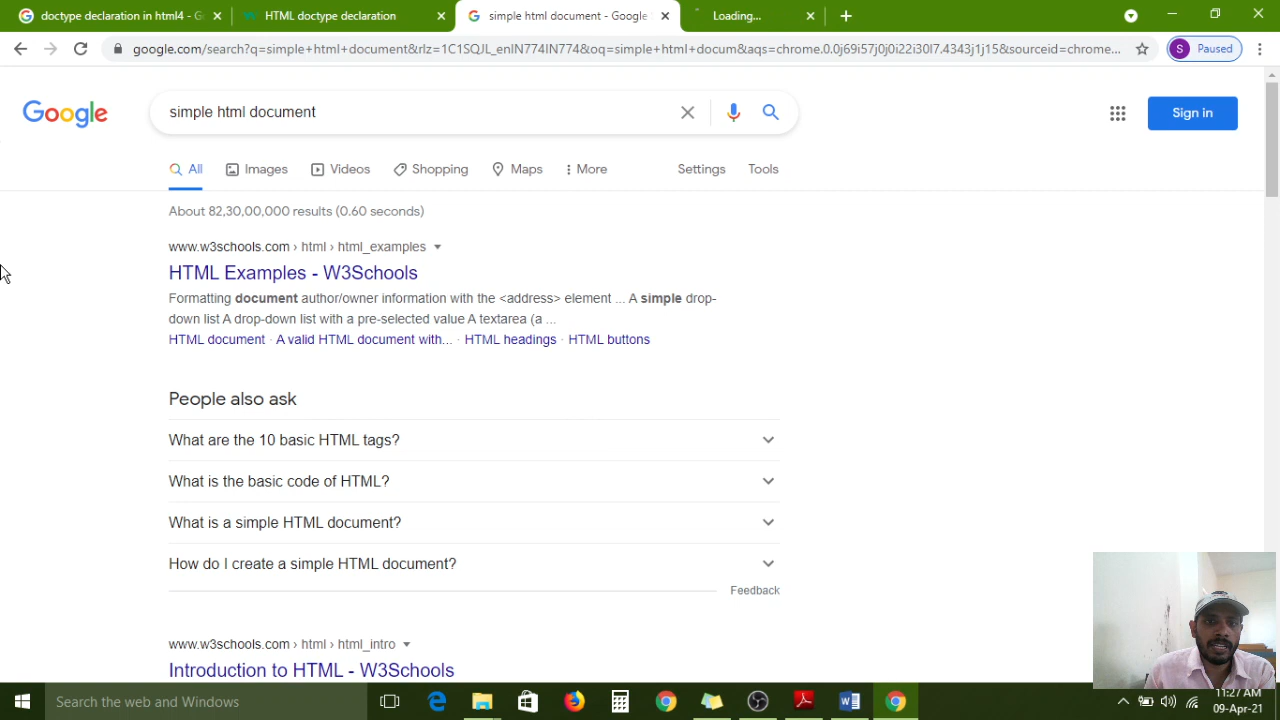 doctype declaration in html4 - G
HTML doctype declaration
simple html document - Google
Loading...
google.com/search?q=simple+html+document&rlz=1C1SQJL_enIN774IN774&oq=simple+html+docum&aqs=chrome.0.0j69i57j0j0i22i30l7.4343j1j15&sourceid=chrome...
S Paused
Google
simple html document
Sign in
All Images Videos Shopping Maps More Settings Tools
About 82,30,00,000 results (0.60 seconds)
www.w3schools.com › html › html_examples
HTML Examples - W3Schools
Formatting document author/owner information with the <address> element ... A simple drop-
down list A drop-down list with a pre-selected value A textarea (a ...
HTML document · A valid HTML document with... · HTML headings · HTML buttons
People also ask
What are the 10 basic HTML tags?
What is the basic code of HTML?
What is a simple HTML document?
How do I create a simple HTML document?
Feedback
www.w3schools.com › html › html_intro
Introduction to HTML - W3Schools
Search the web and Windows
11:27 AM
09-Apr-21